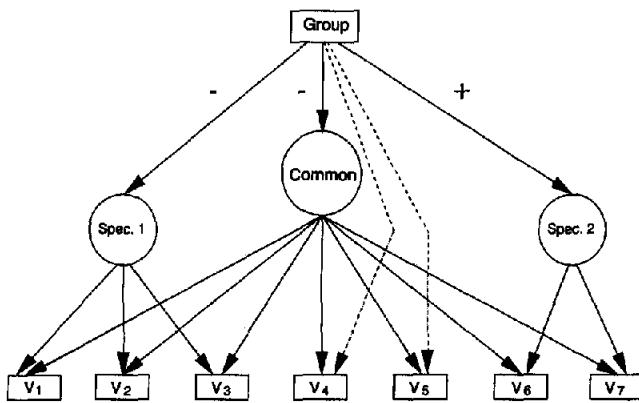 Group
- - +
Common
Spec. 1 Spec. 2
V1 V2 V3 V4 V5 V6 V7